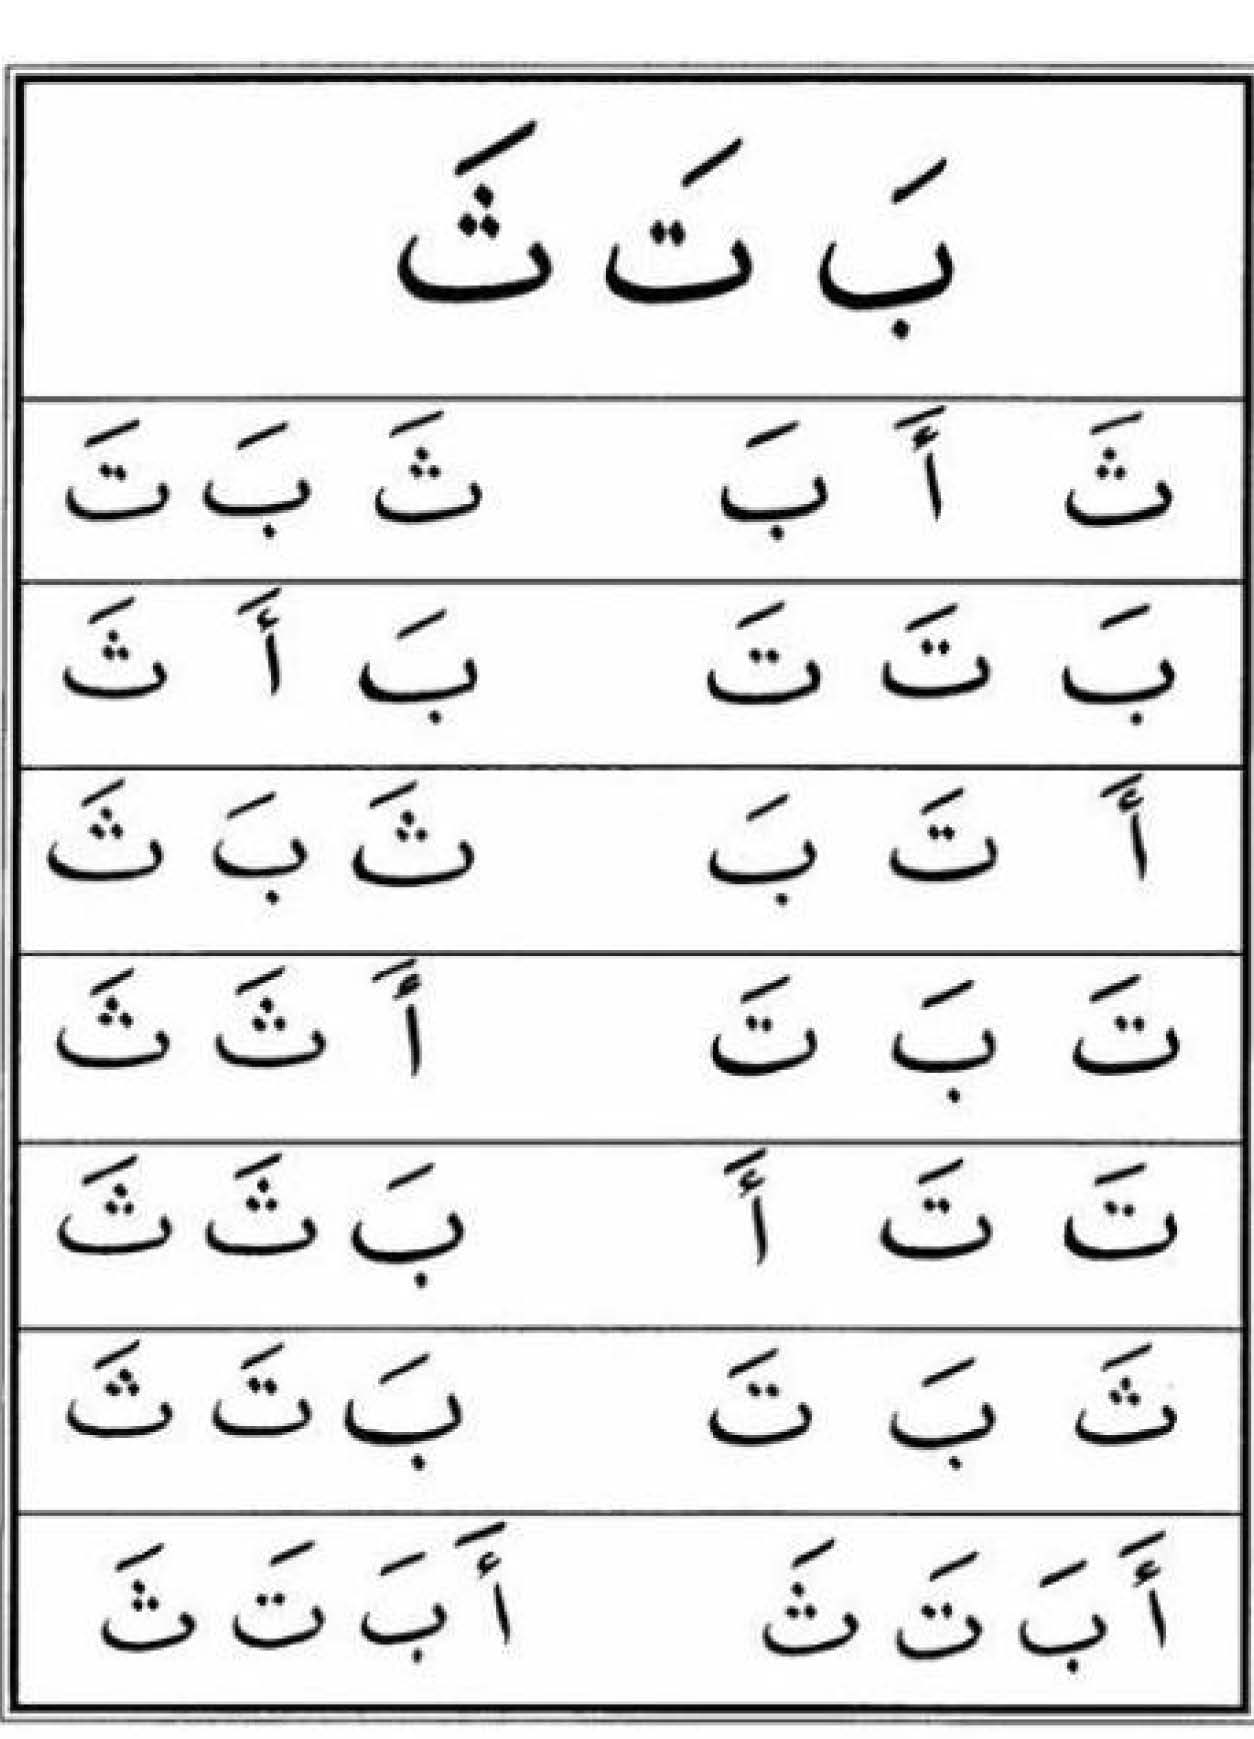 بَ تَ ثَ
ثَ أَ بَ ثَ بَ تَ
بَ تَ تَ بَ أَ ثَ
أَ تَ بَ ثَ بَ ثَ
تَ بَ تَ أَ ثَ ثَ
تَ تَ أَ بَ ثَ ثَ
ثَ بَ تَ بَ تَ ثَ
أَ بَ تَ ثَ أَ بَ تَ ثَ